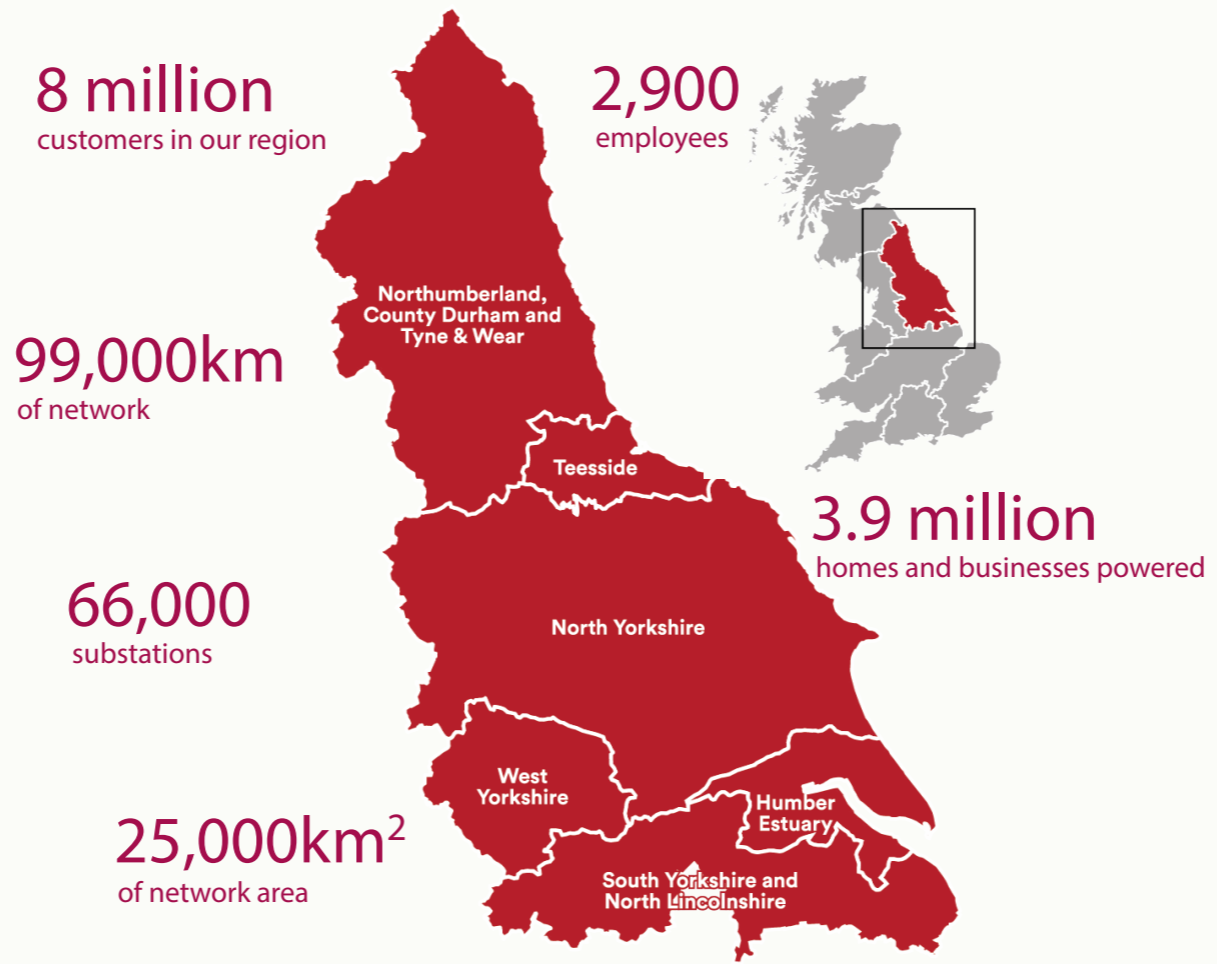 8 million
customers in our region
2,900
employees
Northumberland,
County Durham and
Tyne & Wear
99,000km
of network
Teesside
3.9 million
homes and businesses powered
66,000
substations
North Yorkshire
West
Yorkshire
Humber
Estuary
25,000km²
of network area
South Yorkshire and
North Lincolnshire